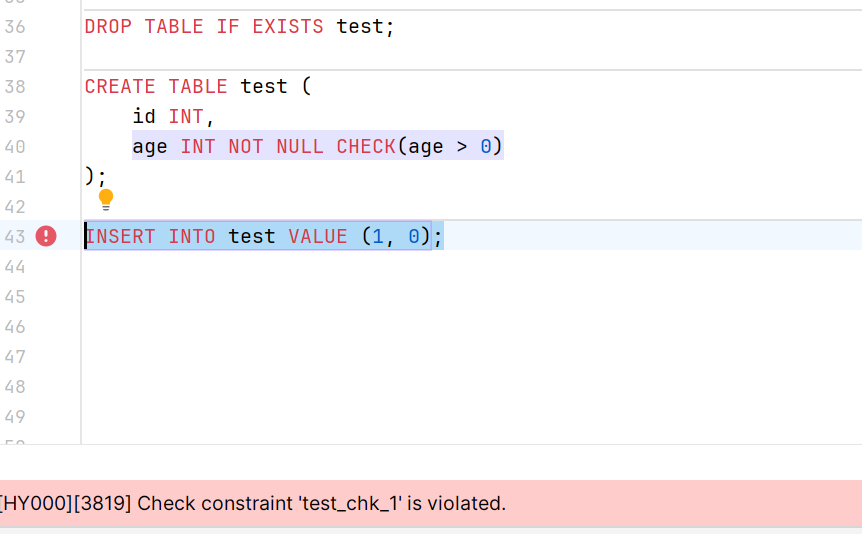 36 DROP TABLE IF EXISTS test;
37
38 CREATE TABLE test (
39 id INT,
40 age INT NOT NULL CHECK(age > 0)
41 );
42
43 INSERT INTO test VALUE (1, 0);
44
45
46
47
48
49
[HY000][3819] Check constraint 'test_chk_1' is violated.